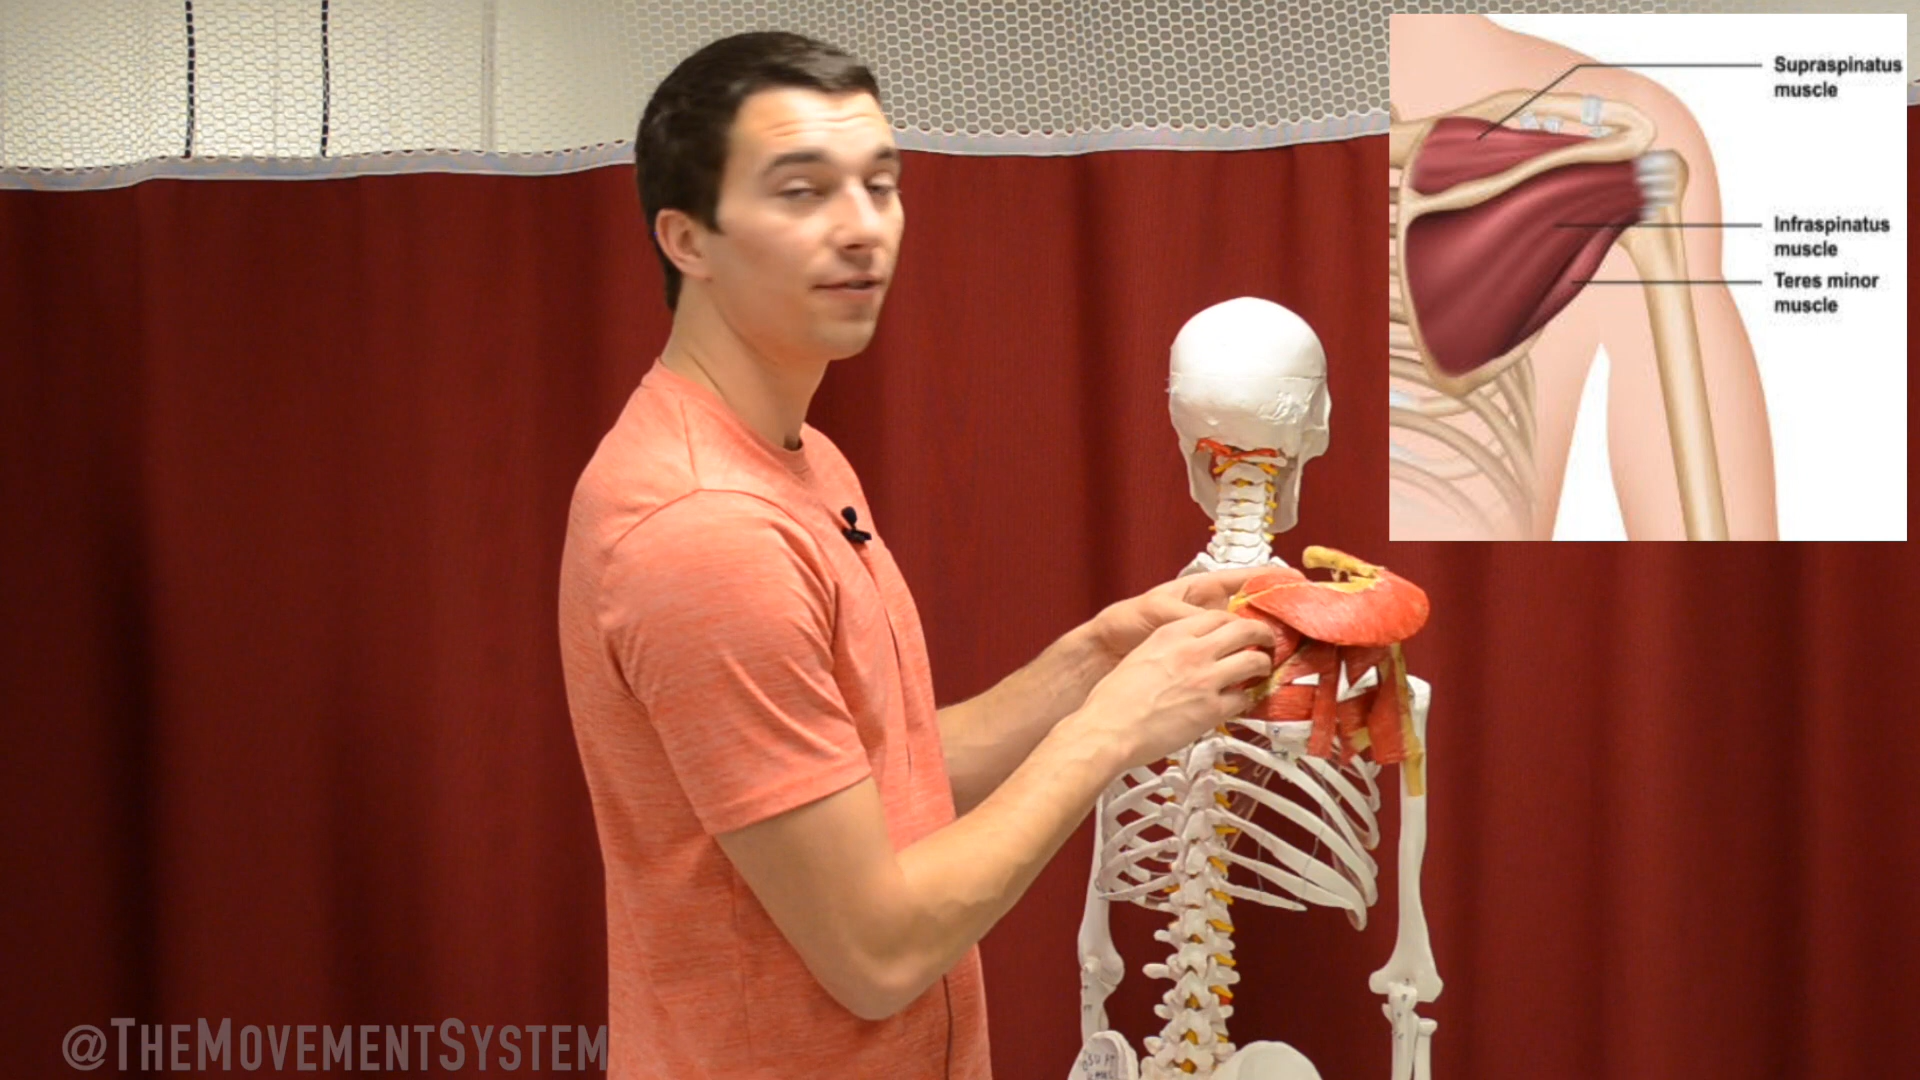 Supraspinatus
muscle
Infraspinatus
muscle
Teres minor
muscle
@THEMOVEMENTSYSTEM